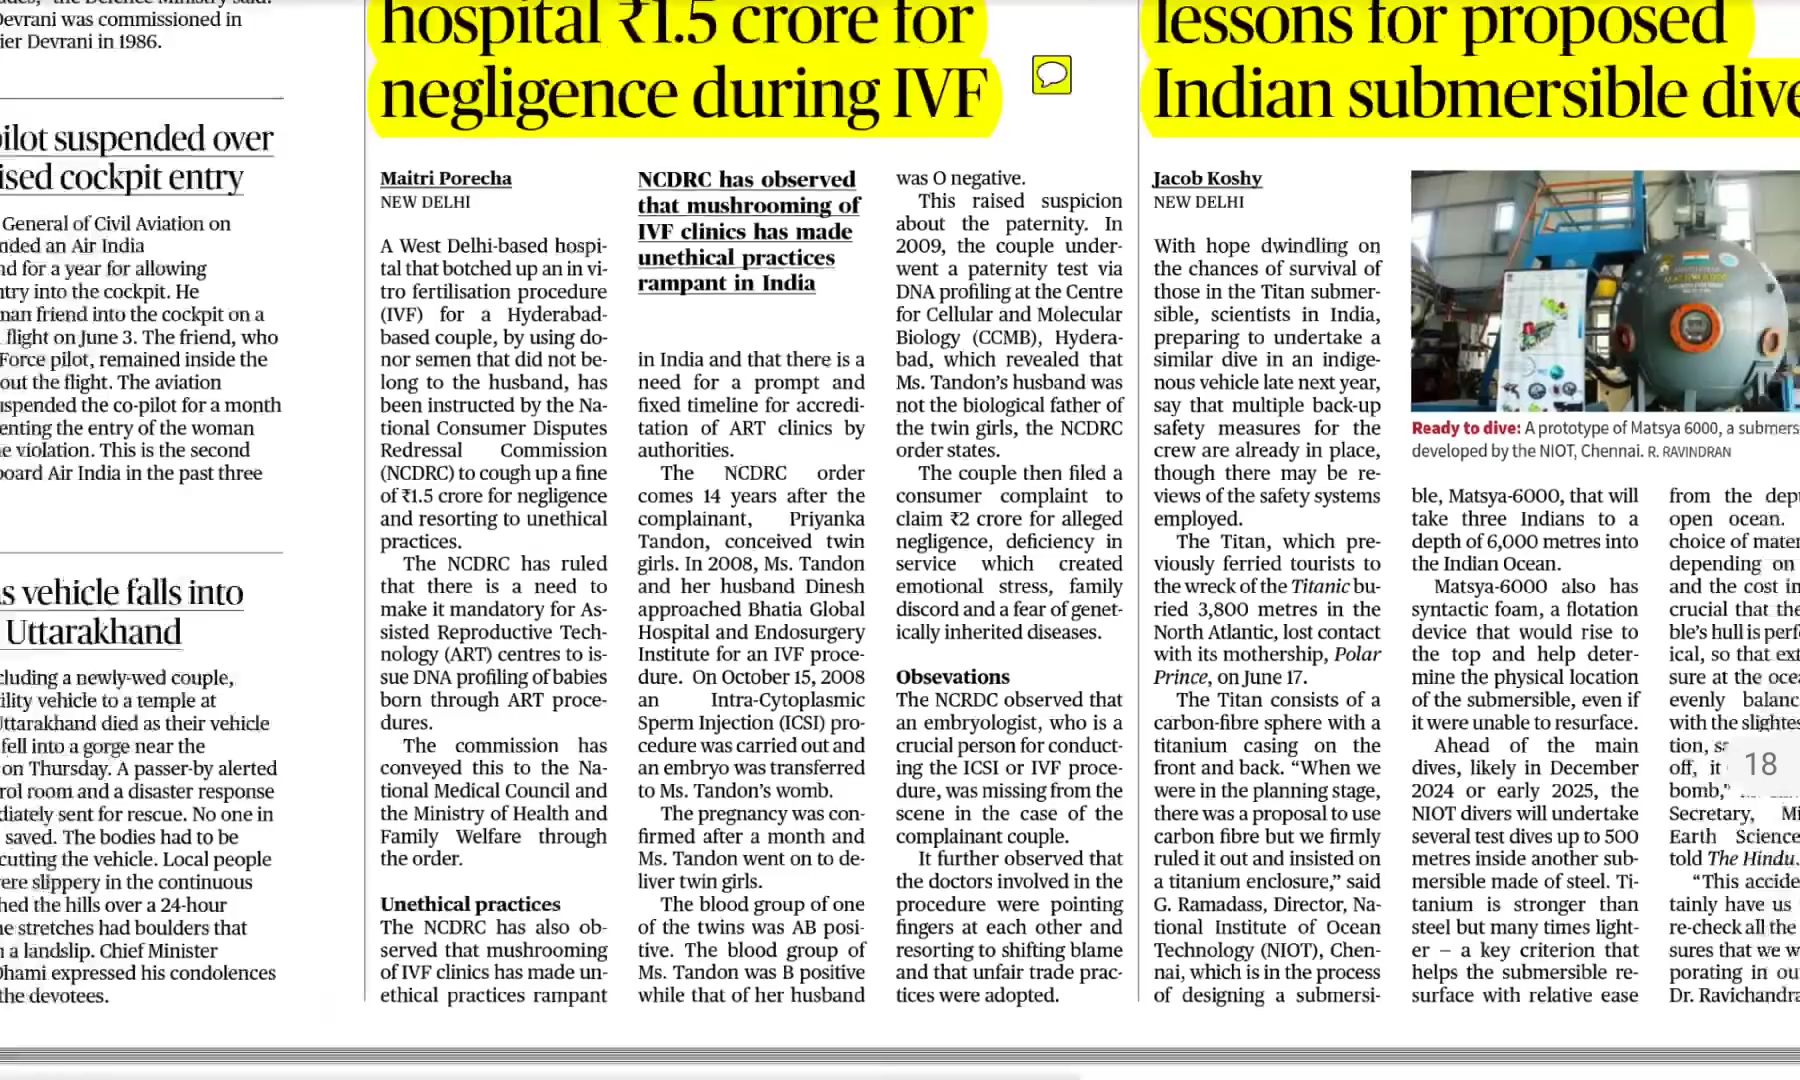 Devrani was commissioned in
ier Devrani in 1986.
ilot suspended over
ised cockpit entry
General of Civil Aviation on
nded an Air India
nd for a year for allowing
ntry into the cockpit. He
man friend into the cockpit on a
flight on June 3. The friend, who
Force pilot, remained inside the
out the flight. The aviation
uspended the co-pilot for a month
enting the entry of the woman
e violation. This is the second
board Air India in the past three
s vehicle falls into
Uttarakhand
cluding a newly-wed couple,
ility vehicle to a temple at
Uttarakhand died as their vehicle
fell into a gorge near the
on Thursday. A passer-by alerted
rol room and a disaster response
diately sent for rescue. No one in
saved. The bodies had to be
cutting the vehicle. Local people
ere slippery in the continuous
hed the hills over a 24-hour
e stretches had boulders that
n a landslip. Chief Minister
Dhami expressed his condolences
the devotees.
hospital ₹1.5 crore for
negligence during IVF
Maitri Porecha
NEW DELHI
A West Delhi-based hospi-
tal that botched up an in vi-
tro fertilisation procedure
(IVF) for a Hyderabad-
based couple, by using do-
nor semen that did not be-
long to the husband, has
been instructed by the Na-
tional Consumer Disputes
Redressal Commission
(NCDRC) to cough up a fine
of ₹1.5 crore for negligence
and resorting to unethical
practices.
The NCDRC has ruled
that there is a need to
make it mandatory for As-
sisted Reproductive Tech-
nology (ART) centres to is-
sue DNA profiling of babies
born through ART proce-
dures.
The commission has
conveyed this to the Na-
tional Medical Council and
the Ministry of Health and
Family Welfare through
the order.
Unethical practices
The NCDRC has also ob-
served that mushrooming
of IVF clinics has made un-
ethical practices rampant
NCDRC has observed
that mushrooming of
IVF clinics has made
unethical practices
rampant in India
in India and that there is a
need for a prompt and
fixed timeline for accredi-
tation of ART clinics by
authorities.
The NCDRC order
comes 14 years after the
complainant, Priyanka
Tandon, conceived twin
girls. In 2008, Ms. Tandon
and her husband Dinesh
approached Bhatia Global
Hospital and Endosurgery
Institute for an IVF proce-
dure. On October 15, 2008
an Intra-Cytoplasmic
Sperm Injection (ICSI) pro-
cedure was carried out and
an embryo was transferred
to Ms. Tandon's womb.
The pregnancy was con-
firmed after a month and
Ms. Tandon went on to de-
liver twin girls.
The blood group of one
of the twins was AB posi-
tive. The blood group of
Ms. Tandon was B positive
while that of her husband
was O negative.
This raised suspicion
about the paternity. In
2009, the couple under-
went a paternity test via
DNA profiling at the Centre
for Cellular and Molecular
Biology (CCMB), Hydera-
bad, which revealed that
Ms. Tandon's husband was
not the biological father of
the twin girls, the NCDRC
order states.
The couple then filed a
consumer complaint to
claim ₹2 crore for alleged
negligence, deficiency in
service which created
emotional stress, family
discord and a fear of genet-
ically inherited diseases.
Obsevations
The NCRDC observed that
an embryologist, who is a
crucial person for conduct-
ing the ICSI or IVF proce-
dure, was missing from the
scene in the case of the
complainant couple.
It further observed that
the doctors involved in the
procedure were pointing
fingers at each other and
resorting to shifting blame
and that unfair trade prac-
tices were adopted.
lessons for proposed
Indian submersible dive
Jacob Koshy
NEW DELHI
With hope dwindling on
the chances of survival of
those in the Titan submer-
sible, scientists in India,
preparing to undertake a
similar dive in an indige-
nous vehicle late next year,
say that multiple back-up
safety measures for the
crew are already in place,
though there may be re-
views of the safety systems
employed.
The Titan, which pre-
viously ferried tourists to
the wreck of the Titanic bu-
ried 3,800 metres in the
North Atlantic, lost contact
with its mothership, Polar
Prince, on June 17.
The Titan consists of a
carbon-fibre sphere with a
titanium casing on the
front and back. “When we
were in the planning stage,
there was a proposal to use
carbon fibre but we firmly
ruled it out and insisted on
a titanium enclosure,” said
G. Ramadass, Director, Na-
tional Institute of Ocean
Technology (NIOT), Chen-
nai, which is in the process
of designing a submersi-
Ready to dive: A prototype of Matsya 6000, a submers
developed by the NIOT, Chennai. R. RAVINDRAN
ble, Matsya-6000, that will
take three Indians to a
depth of 6,000 metres into
the Indian Ocean.
Matsya-6000 also has
syntactic foam, a flotation
device that would rise to
the top and help deter-
mine the physical location
of the submersible, even if
it were unable to resurface.
Ahead of the main
dives, likely in December
2024 or early 2025, the
NIOT divers will undertake
several test dives up to 500
metres inside another sub-
mersible made of steel. Ti-
tanium is stronger than
steel but many times light-
er – a key criterion that
helps the submersible re-
surface with relative ease
from the dep
open ocean.
choice of mater
depending on
and the cost in
crucial that the
ble's hull is perf
ical, so that ext
sure at the ocea
evenly balanc
with the slightes
tion, s
off, it
bomb,”
Secretary, Mi
Earth Science
told The Hindu.
“This accide
tainly have us
re-check all the
sures that we w
porating in ou
Dr. Ravichandra
18